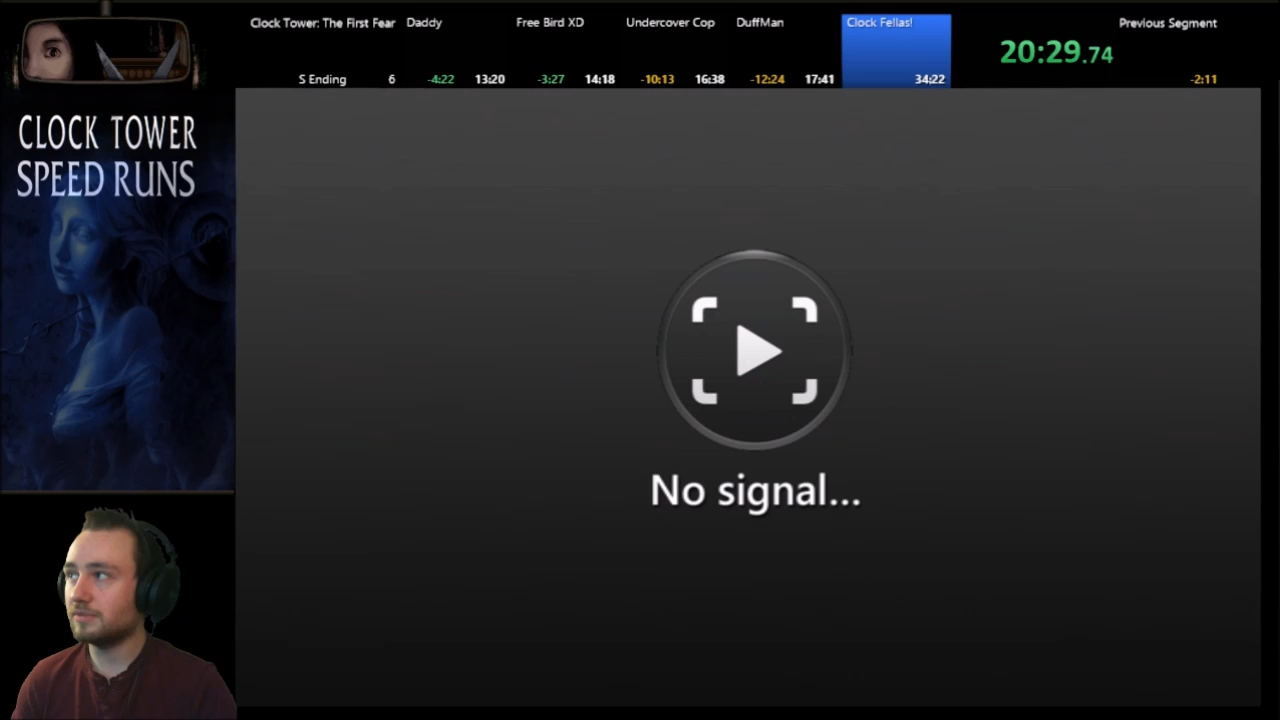 Clock Tower: The First Fear
S Ending 6
Daddy
-4:22 13:20
Free Bird XD
-3:27 14:18
Undercover Cop
-10:13 16:38
DuffMan
-12:24 17:41
Clock Fellas!
34:22
20:29.74
Previous Segment
-2:11
CLOCK TOWER
SPEED RUNS
No signal...